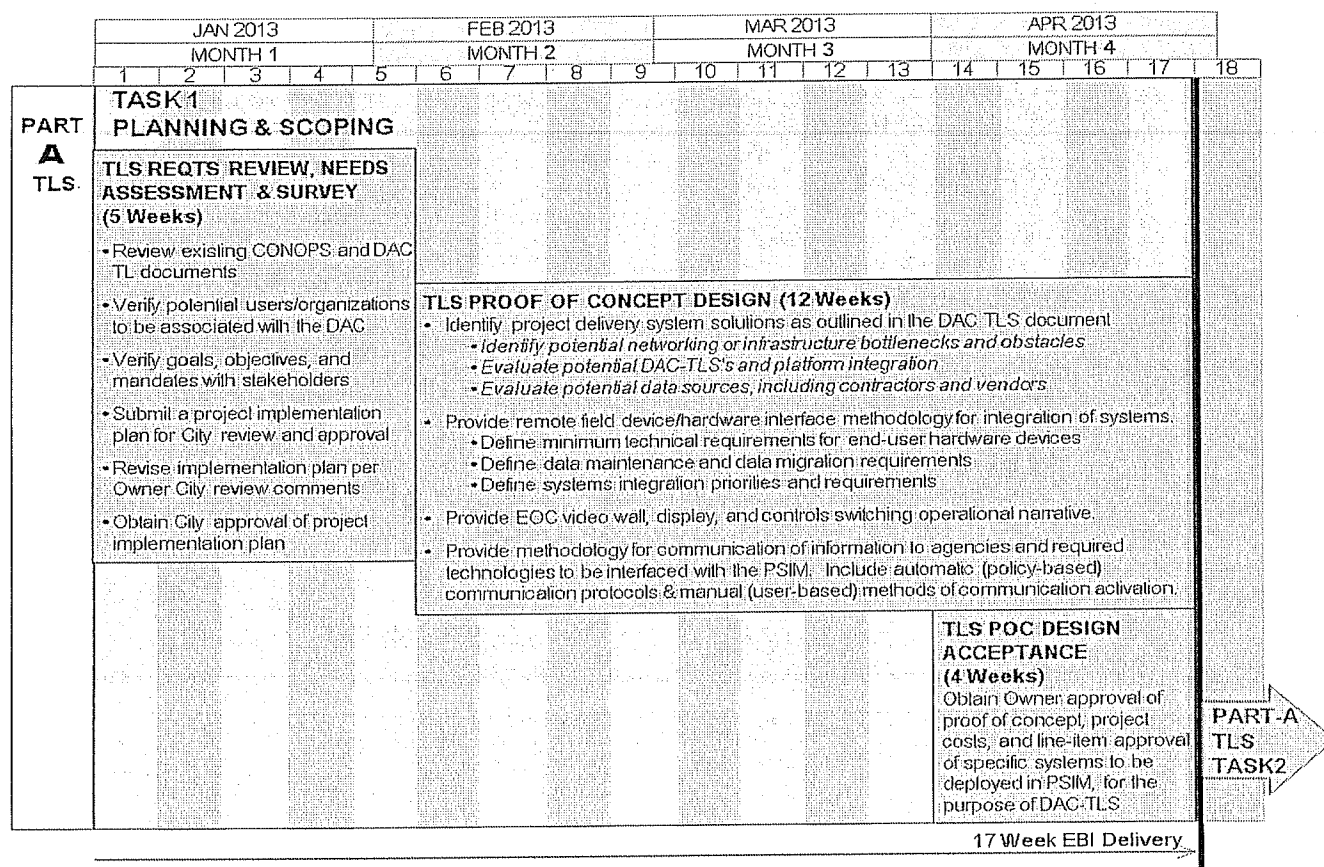 JAN 2013 FEB 2013 MAR 2013 APR 2013
MONTH 1 MONTH 2 MONTH 3 MONTH 4
1 2 3 4 5 6 7 8 9 10 11 12 13 14 15 16 17 18
PART
A
TLS
TASK 1
PLANNING & SCOPING
TLS REQTS REVIEW, NEEDS
ASSESSMENT & SURVEY
(5 Weeks)
• Review existing CONOPS and DAC
TL documents
• Verify potential users/organizations
to be associated with the DAC
• Verify goals, objectives, and
mandates with stakeholders
• Submit a project implementation
plan for City review and approval
• Revise implementation plan per
Owner City review comments
• Obtain City approval of project
implementation plan
TLS PROOF OF CONCEPT DESIGN (12 Weeks)
• Identify project delivery system solutions as outlined in the DAC TLS document
• Identify potential networking or infrastructure bottlenecks and obstacles
• Evaluate potential DAC-TLS's and platform integration
• Evaluate potential data sources, including contractors and vendors
• Provide remote field device/hardware interface methodology for integration of systems.
• Define minimum technical requirements for end-user hardware devices
• Define data maintenance and data migration requirements
• Define systems integration priorities and requirements
• Provide EOC video wall, display, and controls switching operational narrative.
• Provide methodology for communication of information to agencies and required
technologies to be interfaced with the PSIM. Include automatic (policy-based)
communication protocols & manual (user-based) methods of communication activation.
TLS POC DESIGN
ACCEPTANCE
(4 Weeks)
Obtain Owner approval of
proof of concept, project
costs, and line-item approval
of specific systems to be
deployed in PSIM, for the
purpose of DAC-TLS
PART-A
TLS
TASK2
17 Week EBI Delivery